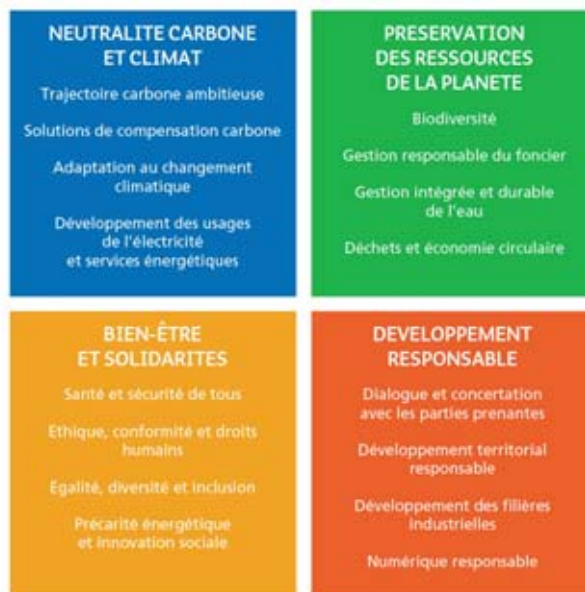 NEUTRALITE CARBONE
ET CLIMAT
Trajectoire carbone ambitieuse
Solutions de compensation carbone
Adaptation au changement
climatique
Développement des usages
de l'électricité
et services énergétiques
PRESERVATION
DES RESSOURCES
DE LA PLANETE
Biodiversité
Gestion responsable du foncier
Gestion intégrée et durable
de l'eau
Déchets et économie circulaire
BIEN-ÊTRE
ET SOLIDARITES
Santé et sécurité de tous
Ethique, conformité et droits
humains
Egalité, diversité et inclusion
Précarité énergétique
et innovation sociale
DEVELOPPEMENT
RESPONSABLE
Dialogue et concertation
avec les parties prenantes
Développement territorial
responsable
Développement des filières
industrielles
Numérique responsable